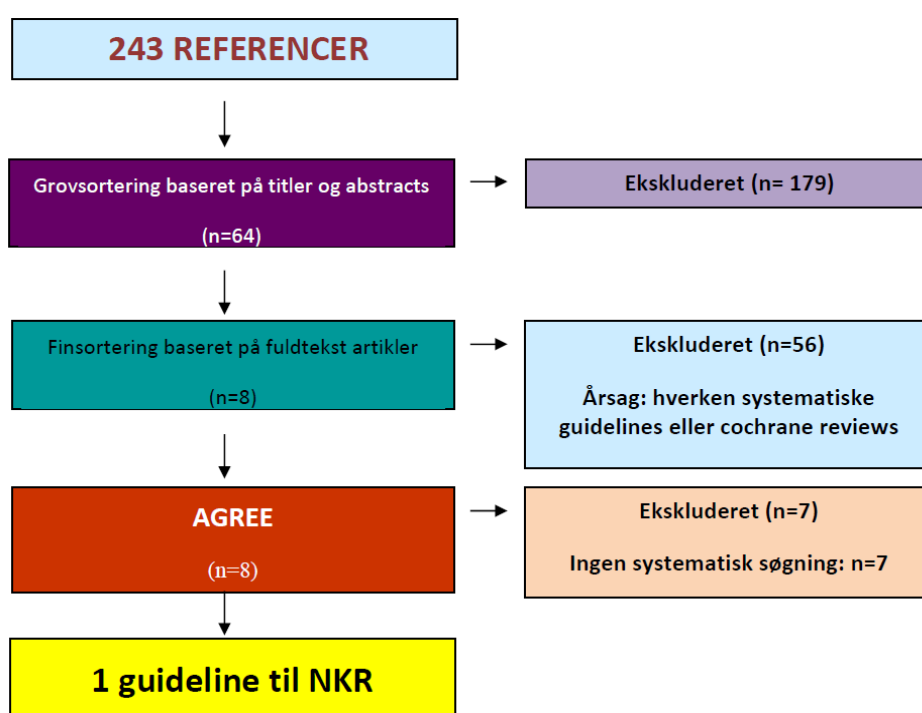 243 REFERENCER
Grovsortering baseret på titler og abstracts
(n=64)
Ekskluderet (n= 179)
Finsortering baseret på fuldtekst artikler
(n=8)
Ekskluderet (n=56)
Årsag: hverken systematiske
guidelines eller cochrane reviews
AGREE
(n=8)
Ekskluderet (n=7)
Ingen systematisk søgning: n=7
1 guideline til NKR